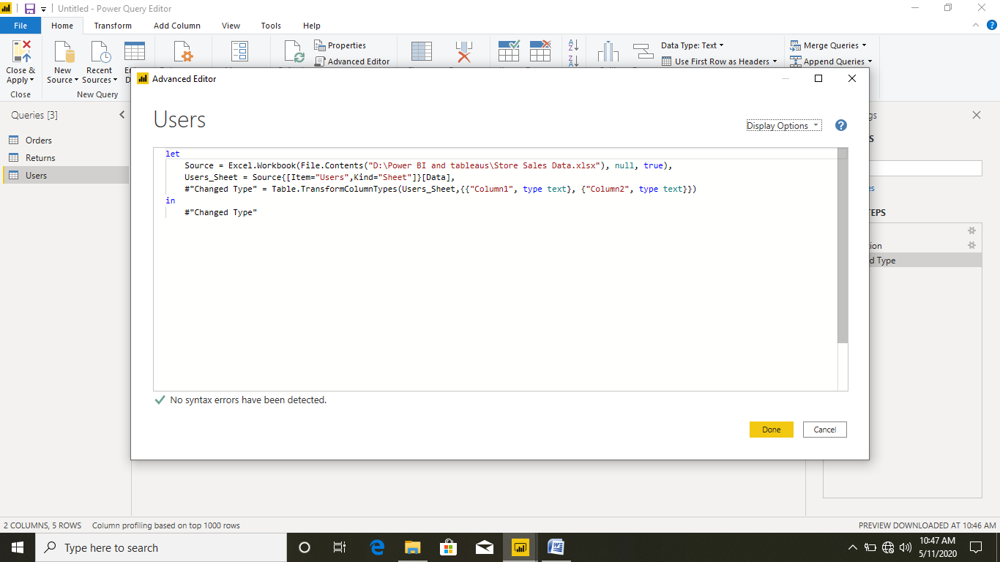 Untitled - Power Query Editor
File Home Transform Add Column View Tools Help
Close & Apply
New Source
Recent Sources
Properties
Advanced Editor
Data Type: Text
Use First Row as Headers
Merge Queries
Append Queries
Close
New Query
Advanced Editor
Queries [3]
Orders
Returns
Users
Users
Display Options
let
Source = Excel.Workbook(File.Contents("D:\Power BI and tableaus\Store Sales Data.xlsx"), null, true),
Users_Sheet = Source{[Item="Users",Kind="Sheet"]}[Data],
#"Changed Type" = Table.TransformColumnTypes(Users_Sheet,{{"Column1", type text}, {"Column2", type text}})
in
#"Changed Type"
No syntax errors have been detected.
Done Cancel
Type
2 COLUMNS, 5 ROWS Column profiling based on top 1000 rows
PREVIEW DOWNLOADED AT 10:46 AM
Type here to search
10:47 AM
5/11/2020